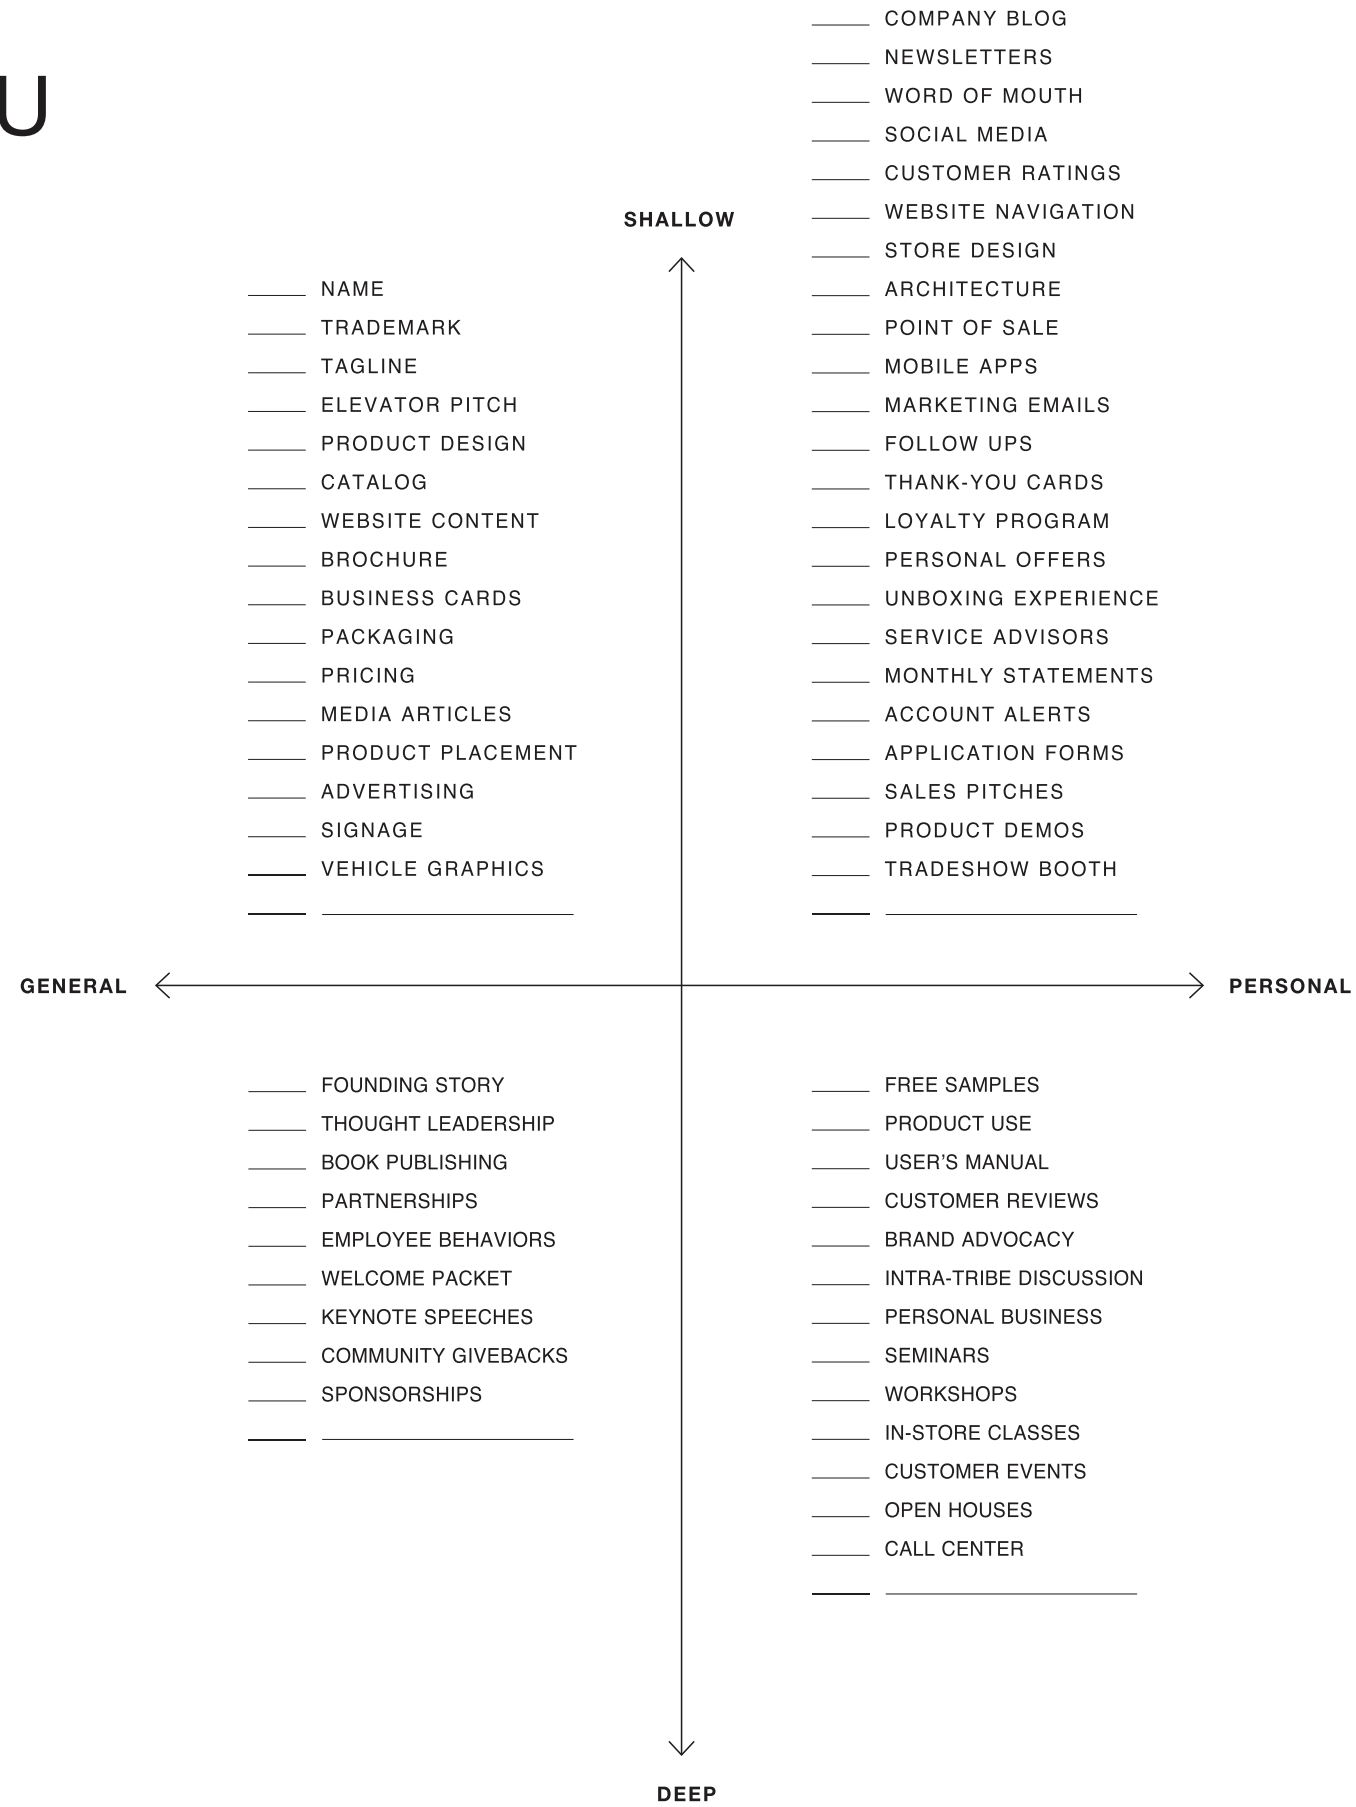 U
SHALLOW
NAME
TRADEMARK
TAGLINE
ELEVATOR PITCH
PRODUCT DESIGN
CATALOG
WEBSITE CONTENT
BROCHURE
BUSINESS CARDS
PACKAGING
PRICING
MEDIA ARTICLES
PRODUCT PLACEMENT
ADVERTISING
SIGNAGE
VEHICLE GRAPHICS
COMPANY BLOG
NEWSLETTERS
WORD OF MOUTH
SOCIAL MEDIA
CUSTOMER RATINGS
WEBSITE NAVIGATION
STORE DESIGN
ARCHITECTURE
POINT OF SALE
MOBILE APPS
MARKETING EMAILS
FOLLOW UPS
THANK-YOU CARDS
LOYALTY PROGRAM
PERSONAL OFFERS
UNBOXING EXPERIENCE
SERVICE ADVISORS
MONTHLY STATEMENTS
ACCOUNT ALERTS
APPLICATION FORMS
SALES PITCHES
PRODUCT DEMOS
TRADESHOW BOOTH
GENERAL
PERSONAL
FOUNDING STORY
THOUGHT LEADERSHIP
BOOK PUBLISHING
PARTNERSHIPS
EMPLOYEE BEHAVIORS
WELCOME PACKET
KEYNOTE SPEECHES
COMMUNITY GIVEBACKS
SPONSORSHIPS
FREE SAMPLES
PRODUCT USE
USER’S MANUAL
CUSTOMER REVIEWS
BRAND ADVOCACY
INTRA-TRIBE DISCUSSION
PERSONAL BUSINESS
SEMINARS
WORKSHOPS
IN-STORE CLASSES
CUSTOMER EVENTS
OPEN HOUSES
CALL CENTER
DEEP